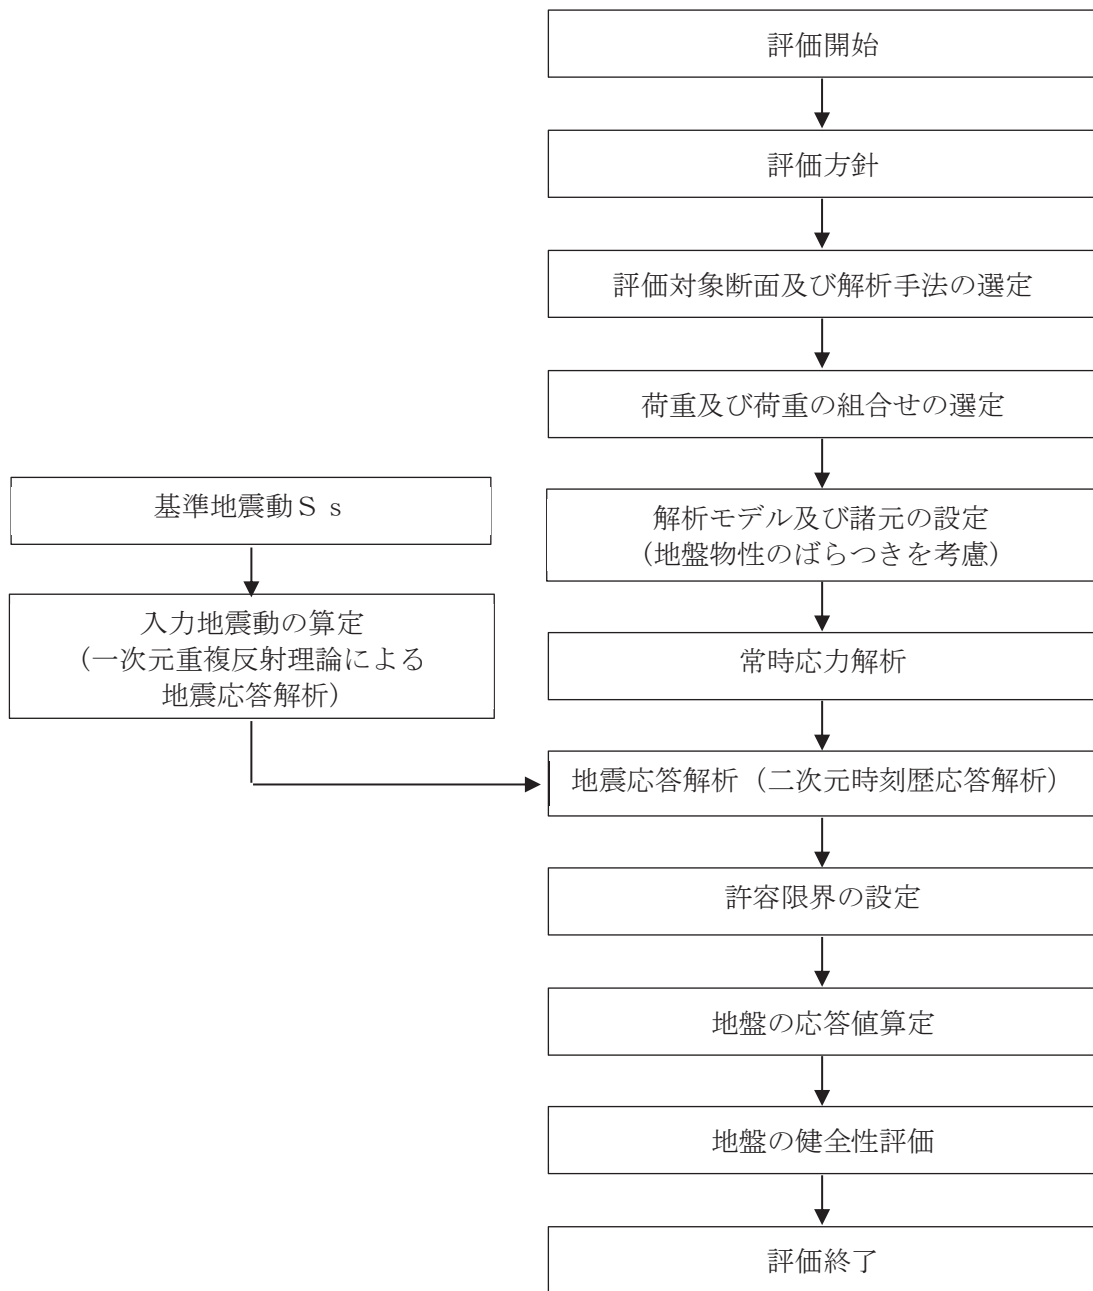 評価開始
評価方針
評価対象断面及び解析手法の選定
荷重及び荷重の組合せの選定
基準地震動Ｓｓ
解析モデル及び諸元の設定
（地盤物性のばらつきを考慮）
入力地震動の算定
（一次元重複反射理論による
地震応答解析）
常時応力解析
地震応答解析（二次元時刻歴応答解析）
許容限界の設定
地盤の応答値算定
地盤の健全性評価
評価終了